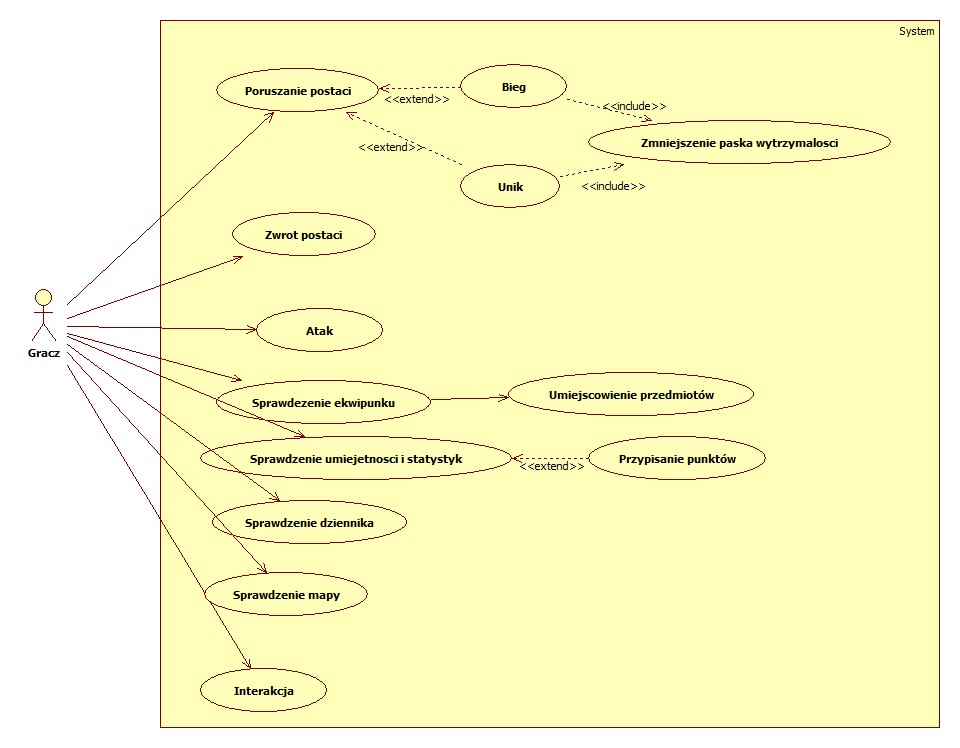 System
Poruszanie postaci
<<extend>>
Bieg
<<include>>
Zmniejszenie paska wytrzymalosci
<<extend>>
Unik
<<include>>
Zwrot postaci
Gracz
Atak
Sprawdezenie ekwipunku
Umiejscowienie przedmiotów
Sprawdzenie umiejetnosci i statystyk
<<extend>>
Przypisanie punktów
Sprawdzenie dziennika
Sprawdzenie mapy
Interakcja